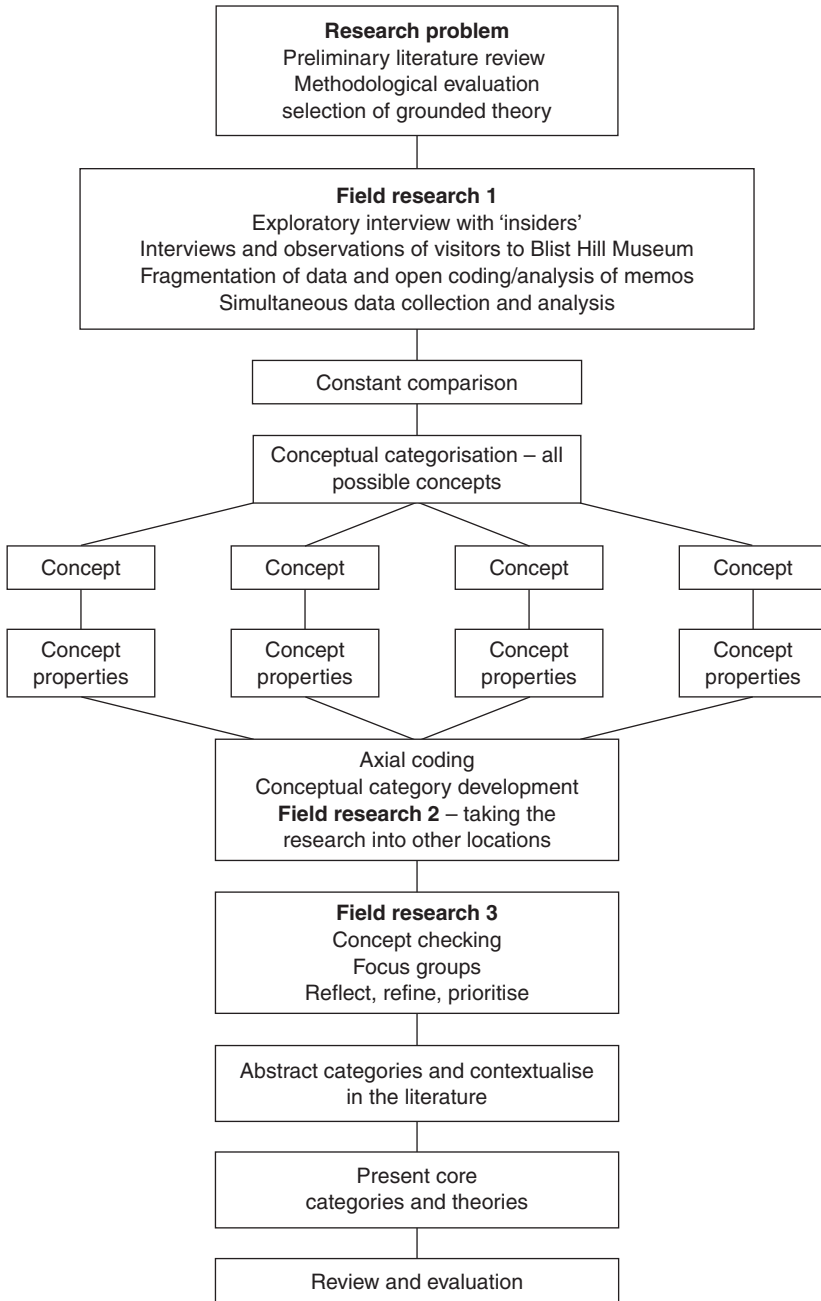 Research problem
Preliminary literature review
Methodological evaluation
selection of grounded theory
Field research 1
Exploratory interview with ‘insiders’
Interviews and observations of visitors to Blist Hill Museum
Fragmentation of data and open coding/analysis of memos
Simultaneous data collection and analysis
Constant comparison
Conceptual categorisation – all
possible concepts
Concept
Concept
Concept
Concept
Concept
properties
Concept
properties
Concept
properties
Concept
properties
Axial coding
Conceptual category development
Field research 2 – taking the
research into other locations
Field research 3
Concept checking
Focus groups
Reflect, refine, prioritise
Abstract categories and contextualise
in the literature
Present core
categories and theories
Review and evaluation